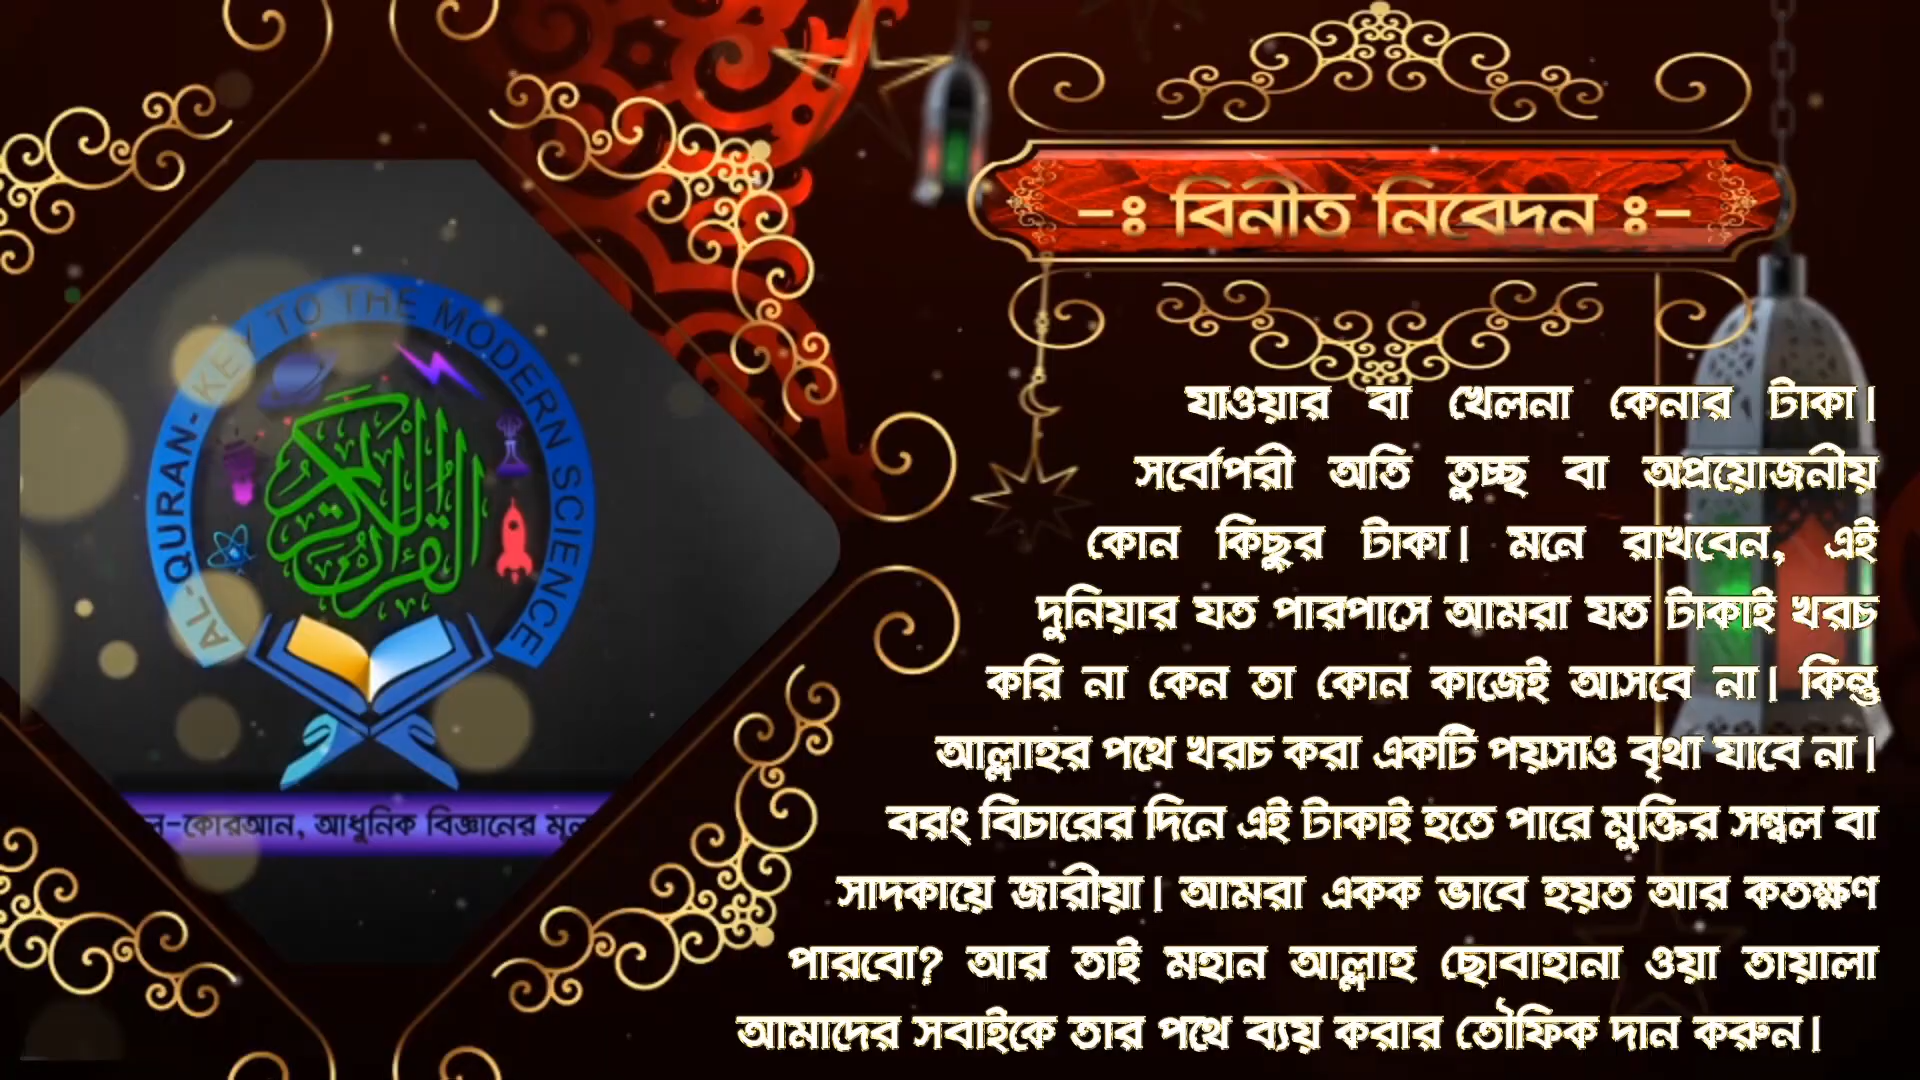 AL-QURAN- KEY TO THE MODERN SCIENCE
القرآن الكريم
ল-কোরআন, আধুনিক বিজ্ঞানের মূল
-ঃ বিনীত নিবেদন ঃ-
যাওয়ার বা খেলনা কেনার টাকা।
সর্বোপরী অতি তুচ্ছ বা অপ্রয়োজনীয়
কোন কিছুর টাকা। মনে রাখবেন, এই
দুনিয়ার যত পারপাসে আমরা যত টাকাই খরচ
করি না কেন তা কোন কাজেই আসবে না। কিন্তু
আল্লাহর পথে খরচ করা একটি পয়সাও বৃথা যাবে না।
বরং বিচারের দিনে এই টাকাই হতে পারে মুক্তির সম্বল বা
সাদকায়ে জারীয়া। আমরা একক ভাবে হয়ত আর কতক্ষণ
পারবো? আর তাই মহান আল্লাহ ছোবাহানা ওয়া তায়ালা
আমাদের সবাইকে তার পথে ব্যয় করার তৌফিক দান করুন।